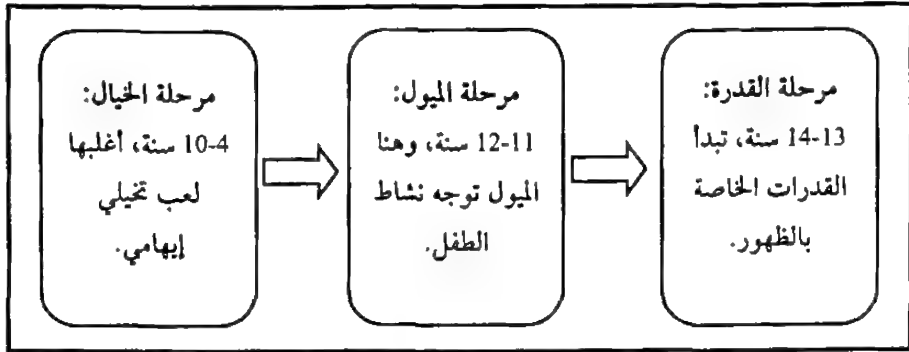 مرحلة الخيال:
4-10 سنة، أغلبها
لعب تخيلي
إيهامي.
مرحلة الميول:
11-12 سنة، وهنا
الميول توجه نشاط
الطفل.
مرحلة القدرة:
13-14 سنة، تبدأ
القدرات الخاصة
بالظهور.